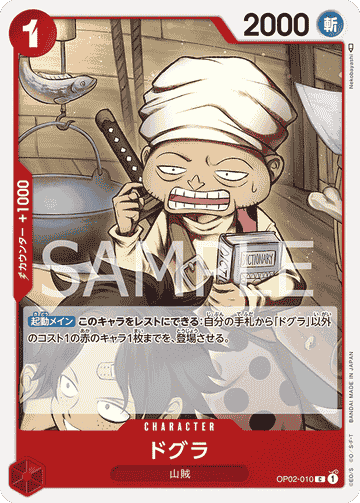 1
2000
斬
Nekobayashi
カウンター +1000
DICTIONARY
SAMPLE
起動メイン このキャラをレストにできる:自分の手札から「ドグラ」以外
のコスト1の赤のキャラ1枚までを、登場させる。
CHARACTER
ドグラ
山賊
OP02-010 C 1
©E.O/S. ©O./S・F・T BANDAI MADE IN JAPAN